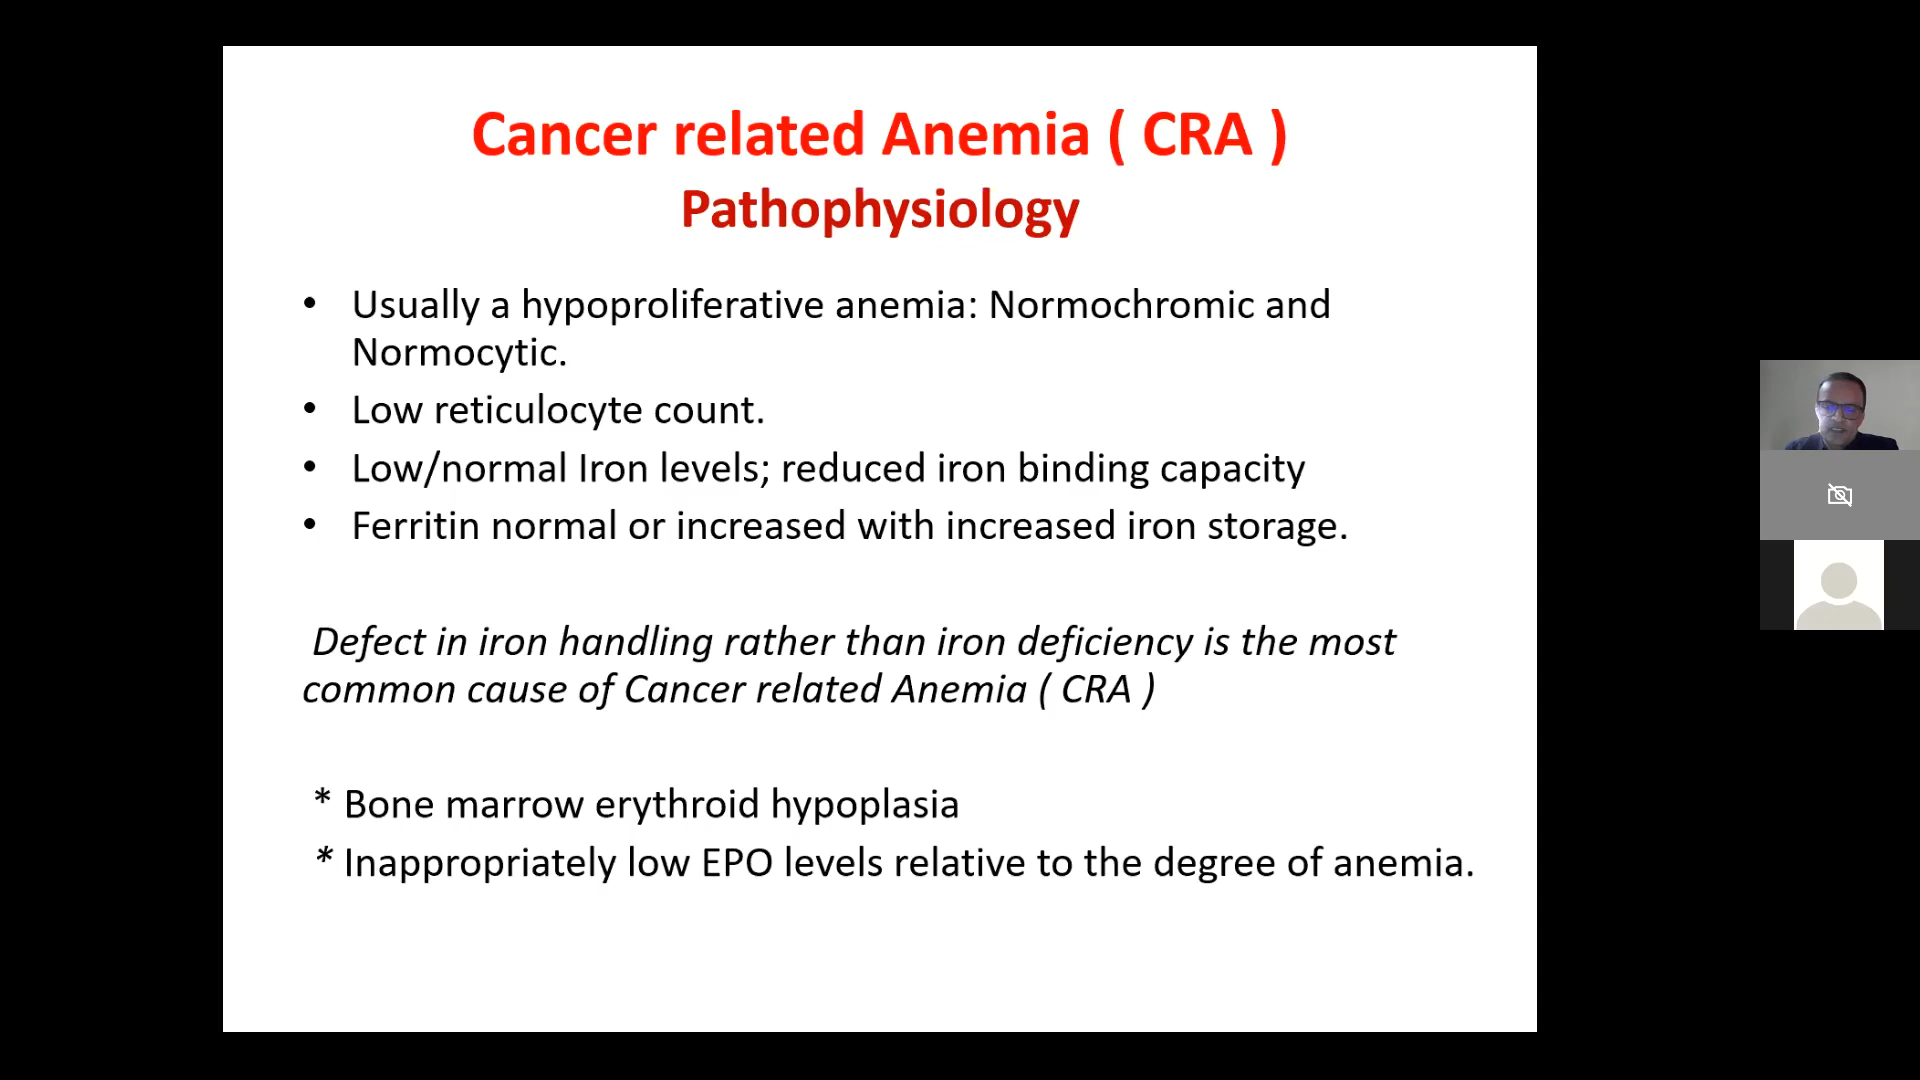 Cancer related Anemia ( CRA )
Pathophysiology
• Usually a hypoproliferative anemia: Normochromic and
Normocytic.
• Low reticulocyte count.
• Low/normal Iron levels; reduced iron binding capacity
• Ferritin normal or increased with increased iron storage.
Defect in iron handling rather than iron deficiency is the most
common cause of Cancer related Anemia ( CRA )
* Bone marrow erythroid hypoplasia
* Inappropriately low EPO levels relative to the degree of anemia.